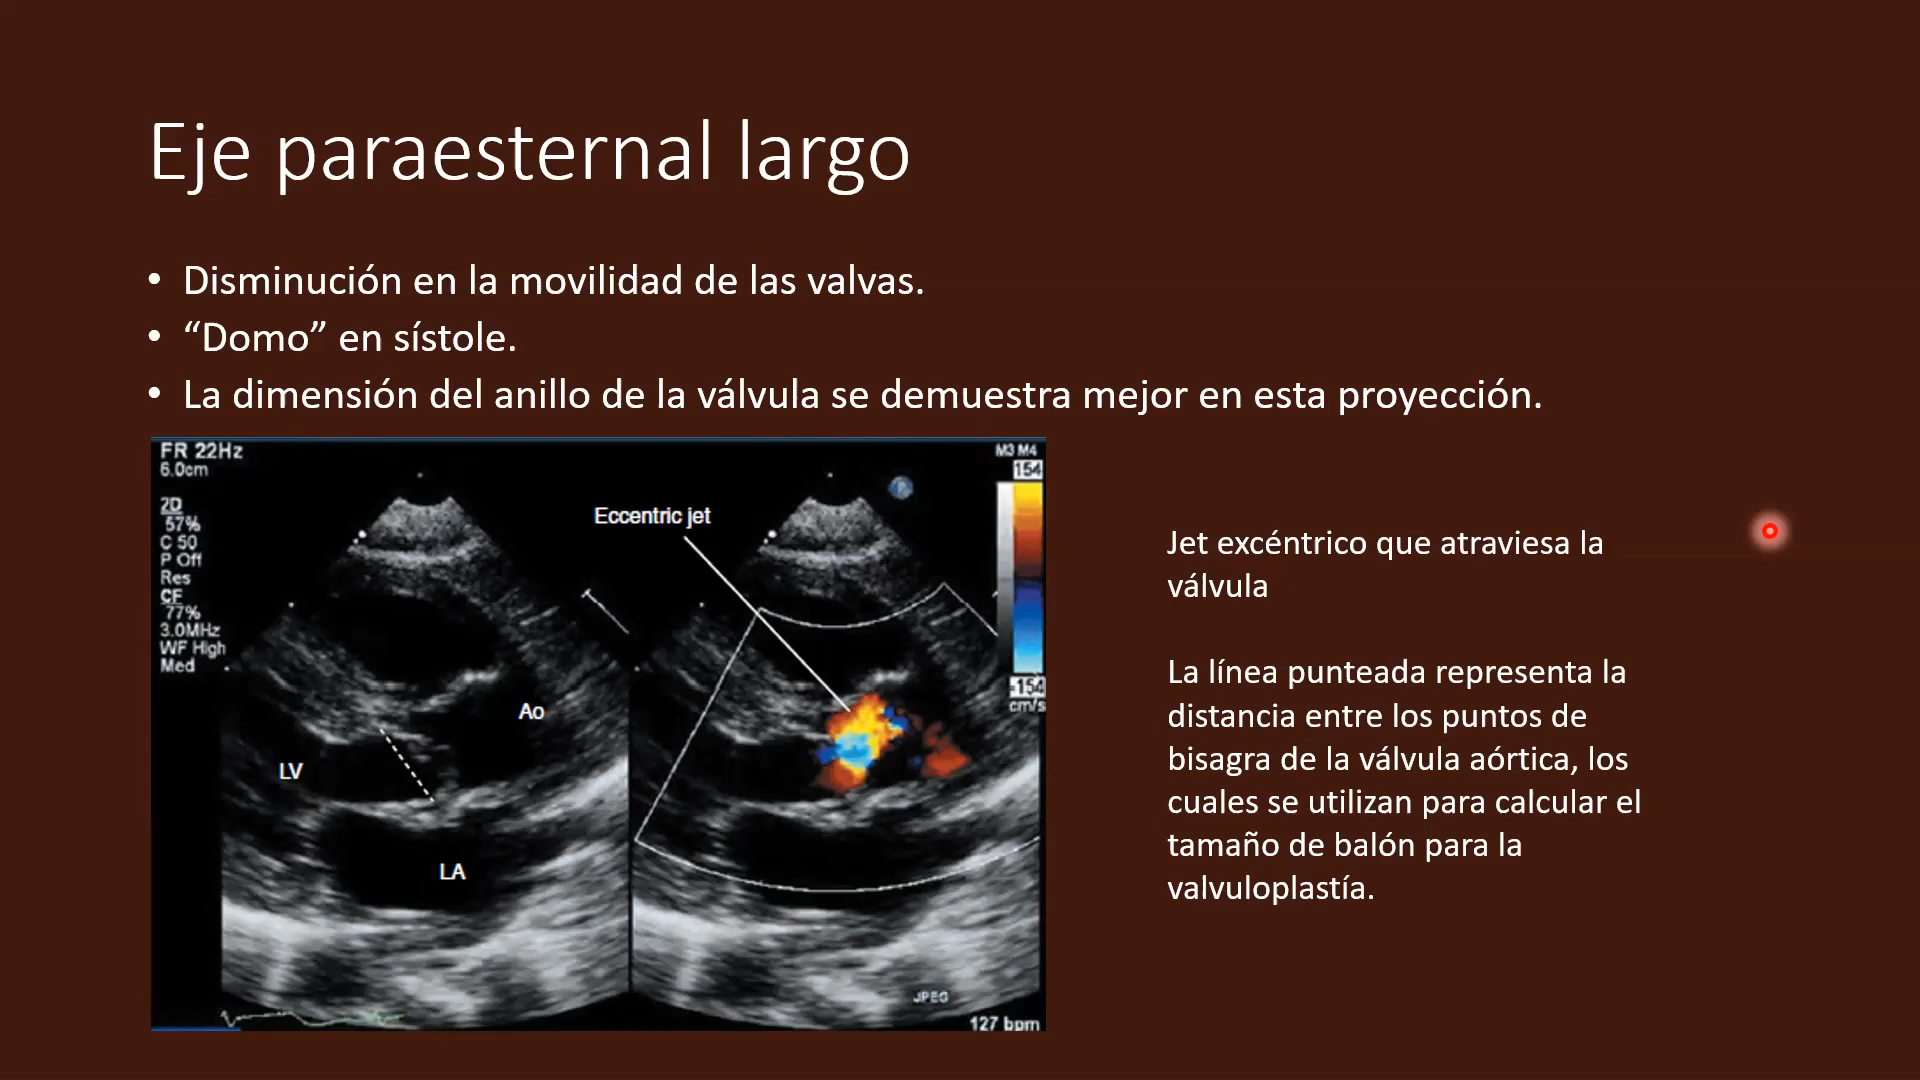 Eje paraesternal largo
• Disminución en la movilidad de las valvas.
• “Domo” en sístole.
• La dimensión del anillo de la válvula se demuestra mejor en esta proyección.
FR 22Hz
6.0cm
2D
57%
C 50
P Off
Res
CF
77%
3.0MHz
WF High
Med
Eccentric jet
M3 M4
154
-154
cm/s
Ao
LV
LA
JPEG
127 bpm
Jet excéntrico que atraviesa la
válvula
La línea punteada representa la
distancia entre los puntos de
bisagra de la válvula aórtica, los
cuales se utilizan para calcular el
tamaño de balón para la
valvuloplastía.